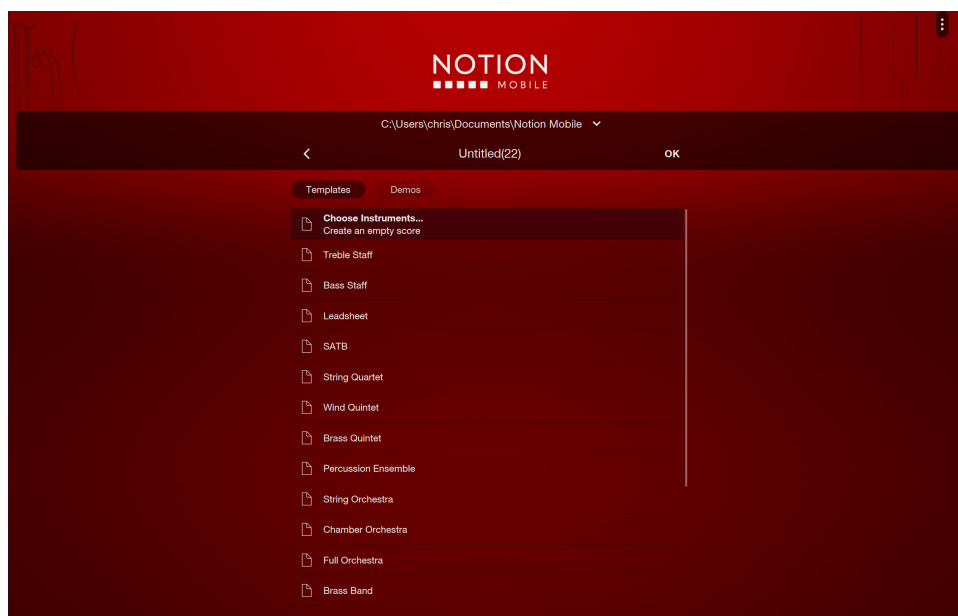 NOTION
MOBILE
C:\Users\chris\Documents\Notion Mobile
Untitled(22)
OK
Templates
Demos
Choose Instruments...
Create an empty score
Treble Staff
Bass Staff
Leadsheet
SATB
String Quartet
Wind Quintet
Brass Quintet
Percussion Ensemble
String Orchestra
Chamber Orchestra
Full Orchestra
Brass Band